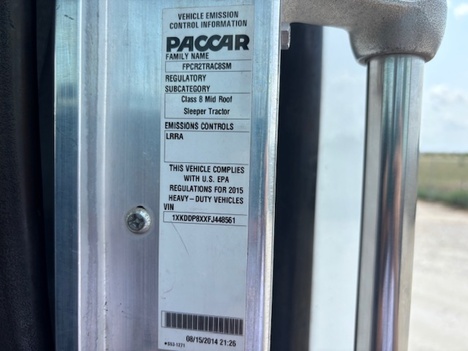 VEHICLE EMISSION
CONTROL INFORMATION
PACCAR
FAMILY NAME
FPCR2TRAC8SM
REGULATORY
SUBCATEGORY
Class 8 Mid Roof
Sleeper Tractor
EMISSIONS CONTROLS
LRRA
THIS VEHICLE COMPLIES
WITH U.S. EPA
REGULATIONS FOR 2015
HEAVY-DUTY VEHICLES
VIN
1XKDDP8XXFJ448561
08/15/2014 21:26